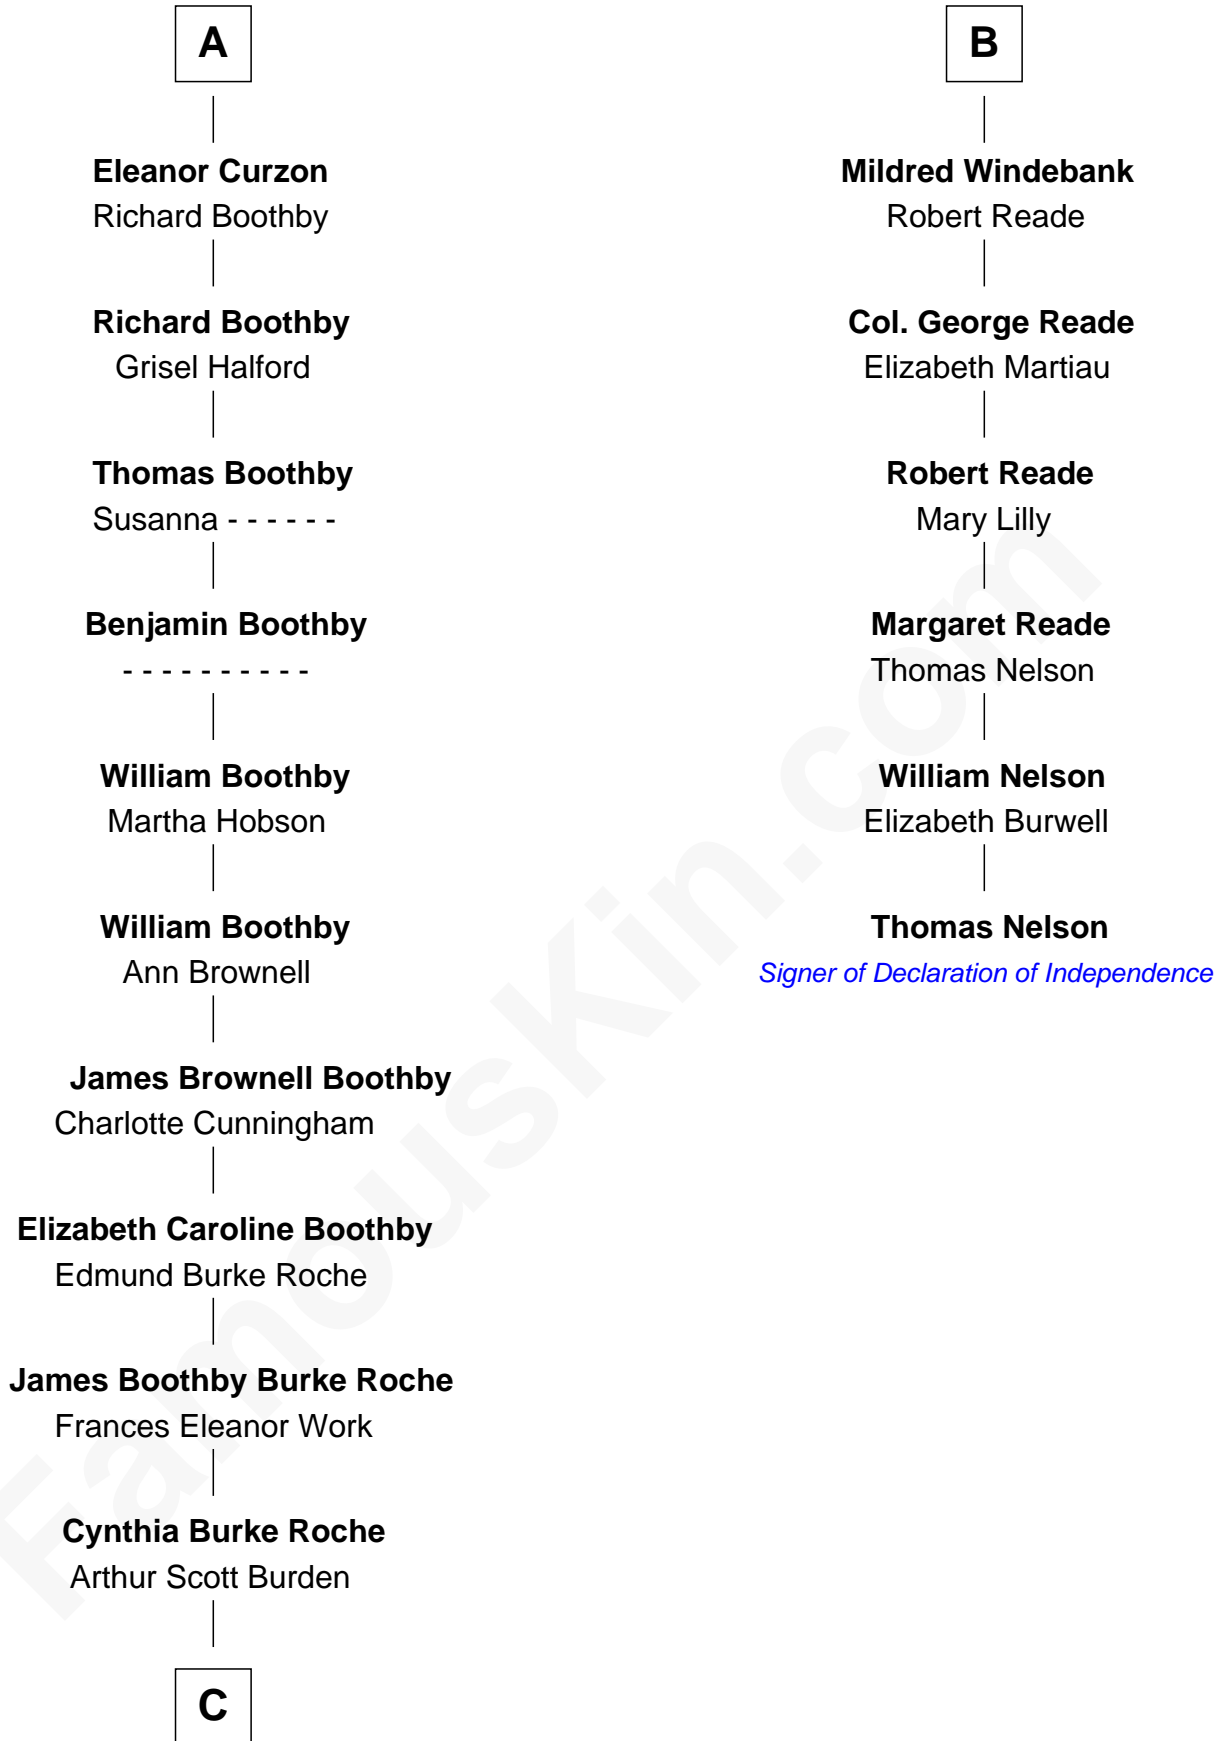 A
Eleanor Curzon
Richard Boothby
Richard Boothby
Grisel Halford
Thomas Boothby
Susanna - - - - - -
Benjamin Boothby
- - - - - - - - - -
William Boothby
Martha Hobson
William Boothby
Ann Brownell
James Brownell Boothby
Charlotte Cunningham
Elizabeth Caroline Boothby
Edmund Burke Roche
James Boothby Burke Roche
Frances Eleanor Work
Cynthia Burke Roche
Arthur Scott Burden
C
B
Mildred Windebank
Robert Reade
Col. George Reade
Elizabeth Martiau
Robert Reade
Mary Lilly
Margaret Reade
Thomas Nelson
William Nelson
Elizabeth Burwell
Thomas Nelson
Signer of Declaration of Independence
FamousKin.com